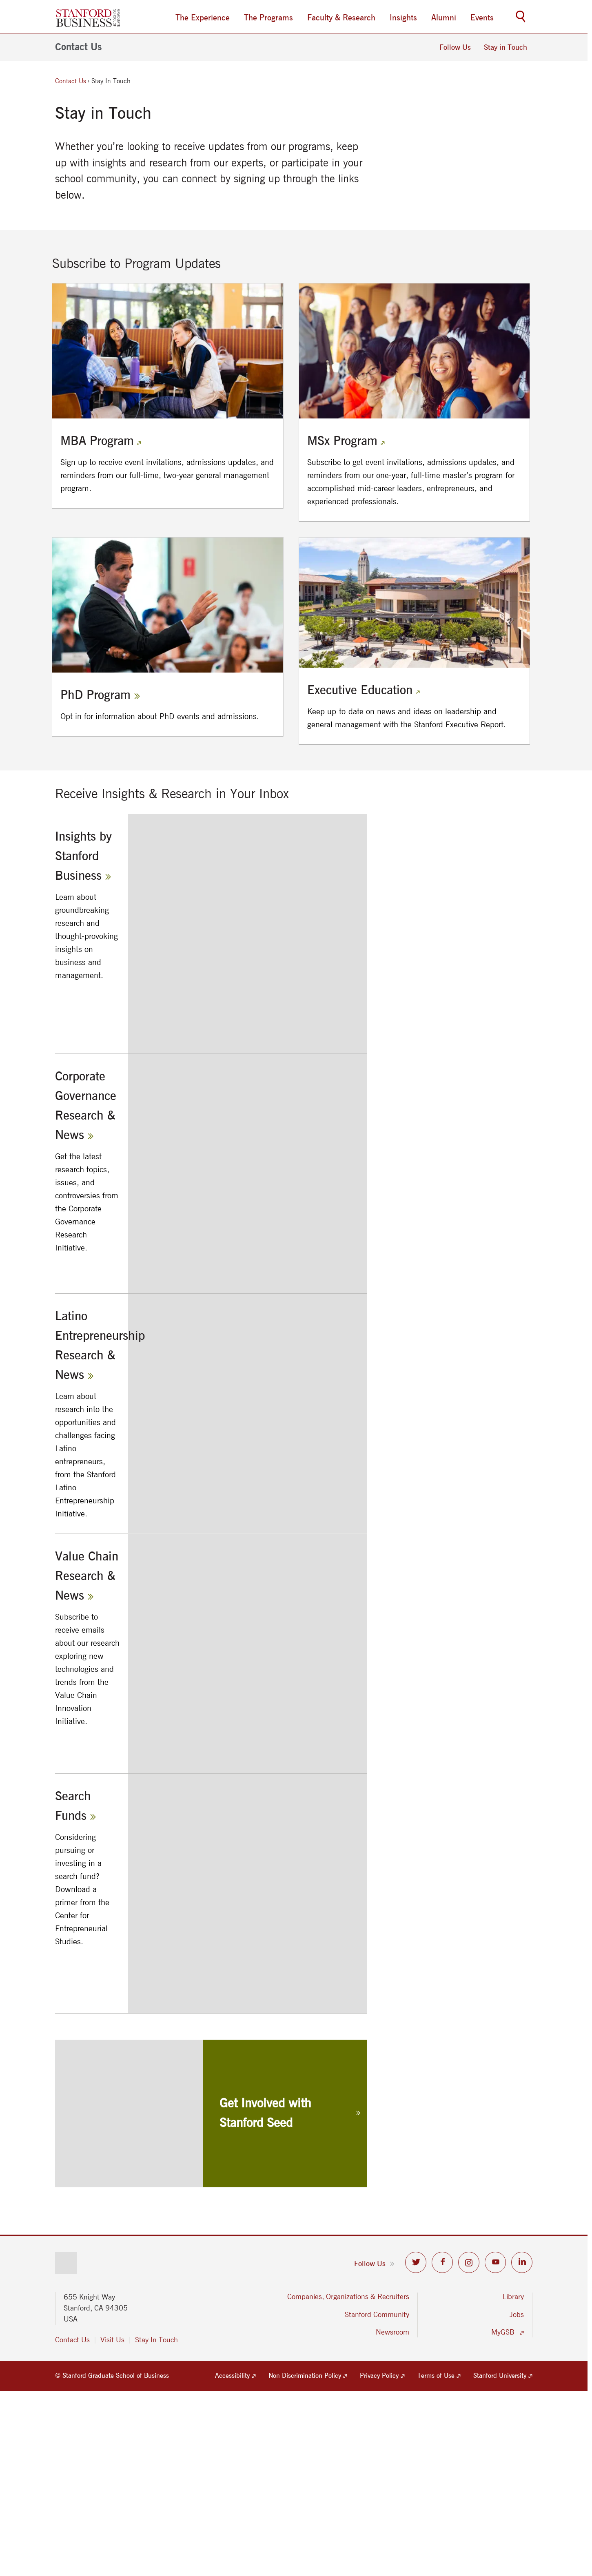 STANFORD
BUSINESS
The Experience The Programs Faculty & Research Insights Alumni Events
Contact Us
Follow Us Stay in Touch
Contact Us › Stay In Touch
Stay in Touch
Whether you're looking to receive updates from our programs, keep
up with insights and research from our experts, or participate in your
school community, you can connect by signing up through the links
below.
Subscribe to Program Updates
MBA Program
Sign up to receive event invitations, admissions updates, and
reminders from our full-time, two-year general management
program.
MSx Program
Subscribe to get event invitations, admissions updates, and
reminders from our one-year, full-time master's program for
accomplished mid-career leaders, entrepreneurs, and
experienced professionals.
PhD Program »
Opt in for information about PhD events and admissions.
Executive Education
Keep up-to-date on news and ideas on leadership and
general management with the Stanford Executive Report.
Receive Insights & Research in Your Inbox
Insights by
Stanford
Business »
Learn about
groundbreaking
research and
thought-provoking
insights on
business and
management.
Corporate
Governance
Research &
News »
Get the latest
research topics,
issues, and
controversies from
the Corporate
Governance
Research
Initiative.
Latino
Entrepreneurship
Research &
News »
Learn about
research into the
opportunities and
challenges facing
Latino
entrepreneurs,
from the Stanford
Latino
Entrepreneurship
Initiative.
Value Chain
Research &
News »
Subscribe to
receive emails
about our research
exploring new
technologies and
trends from the
Value Chain
Innovation
Initiative.
Search
Funds »
Considering
pursuing or
investing in a
search fund?
Download a
primer from the
Center for
Entrepreneurial
Studies.
Get Involved with
Stanford Seed »
Follow Us »
655 Knight Way
Stanford, CA 94305
USA
Contact Us Visit Us Stay In Touch
Companies, Organizations & Recruiters
Stanford Community
Newsroom
Library
Jobs
MyGSB
© Stanford Graduate School of Business Accessibility Non-Discrimination Policy Privacy Policy Terms of Use Stanford University